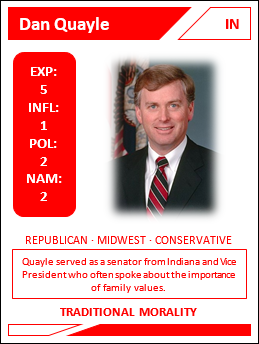 Dan Quayle
IN
EXP:
5
INFL:
1
POL:
2
NAM:
2
REPUBLICAN · MIDWEST · CONSERVATIVE
Quayle served as a senator from Indiana and Vice
President who often spoke about the importance
of family values.
TRADITIONAL MORALITY